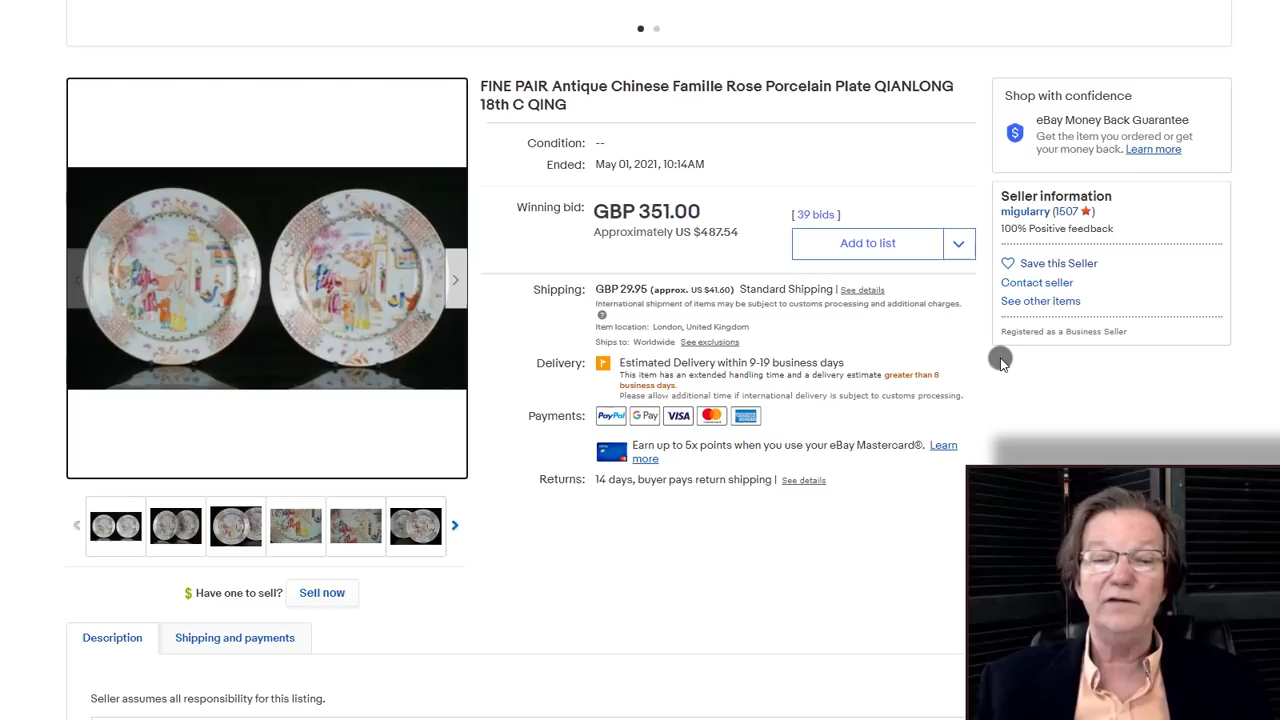 FINE PAIR Antique Chinese Famille Rose Porcelain Plate QIANLONG
18th C QING
Condition: --
Ended: May 01, 2021, 10:14AM
Winning bid: GBP 351.00 [ 39 bids ]
Approximately US $487.54
Add to list
Shipping: GBP 29.95 (approx. US $41.60) Standard Shipping | See details
International shipment of items may be subject to customs processing and additional charges.
Item location: London, United Kingdom
Ships to: Worldwide See exclusions
Delivery: Estimated Delivery within 9-19 business days
This item has an extended handling time and a delivery estimate greater than 8
business days.
Please allow additional time if international delivery is subject to customs processing.
Payments: PayPal G Pay VISA
Earn up to 5x points when you use your eBay Mastercard®. Learn
more
Returns: 14 days, buyer pays return shipping | See details
Shop with confidence
eBay Money Back Guarantee
Get the item you ordered or get
your money back. Learn more
Seller information
migularry (1507 )
100% Positive feedback
Save this Seller
Contact seller
See other items
Registered as a Business Seller
Have one to sell? Sell now
Description Shipping and payments
Seller assumes all responsibility for this listing.